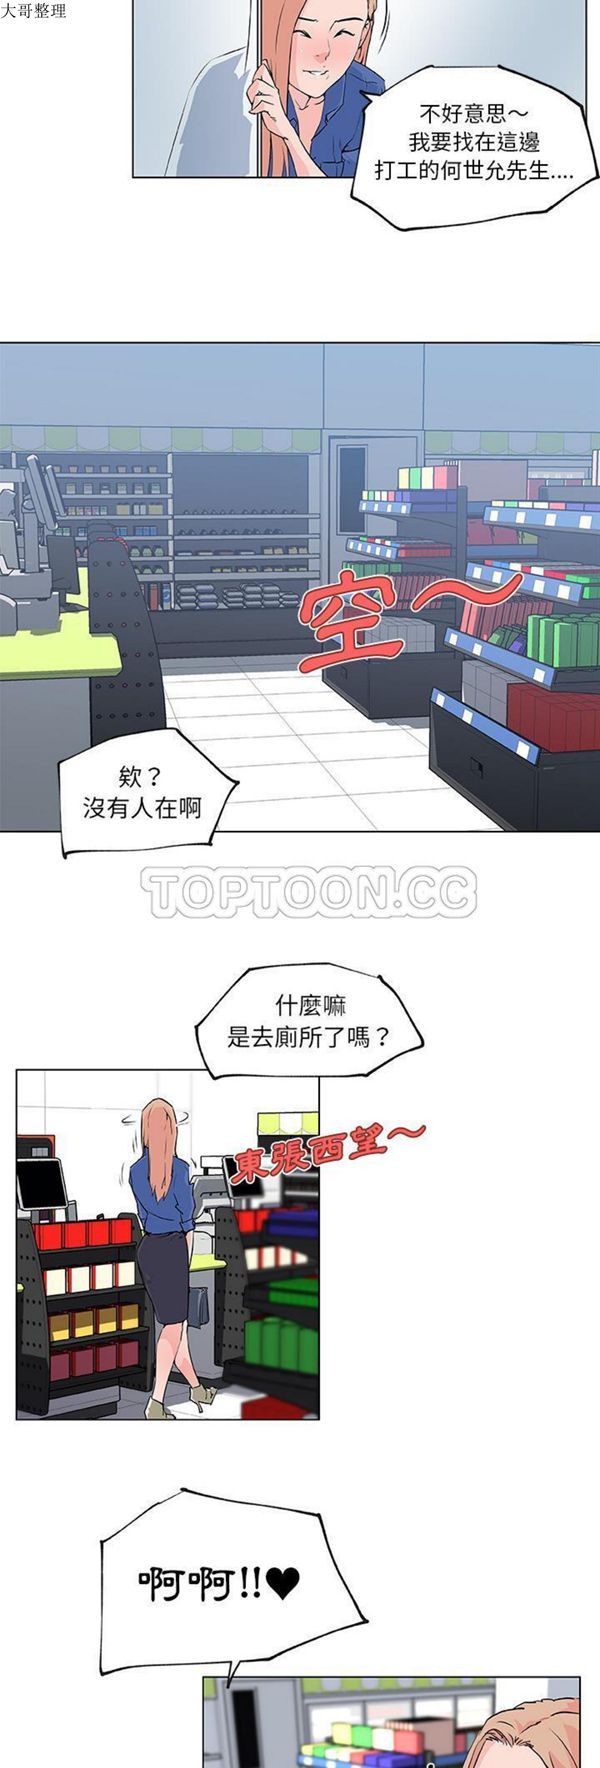 大哥整理
不好意思～
我要找在這邊
打工的何世允先生....
空～
欸？
沒有人在啊
TOPTOON.CC
什麼嘛
是去廁所了嗎？
東張西望～
啊啊!!♥